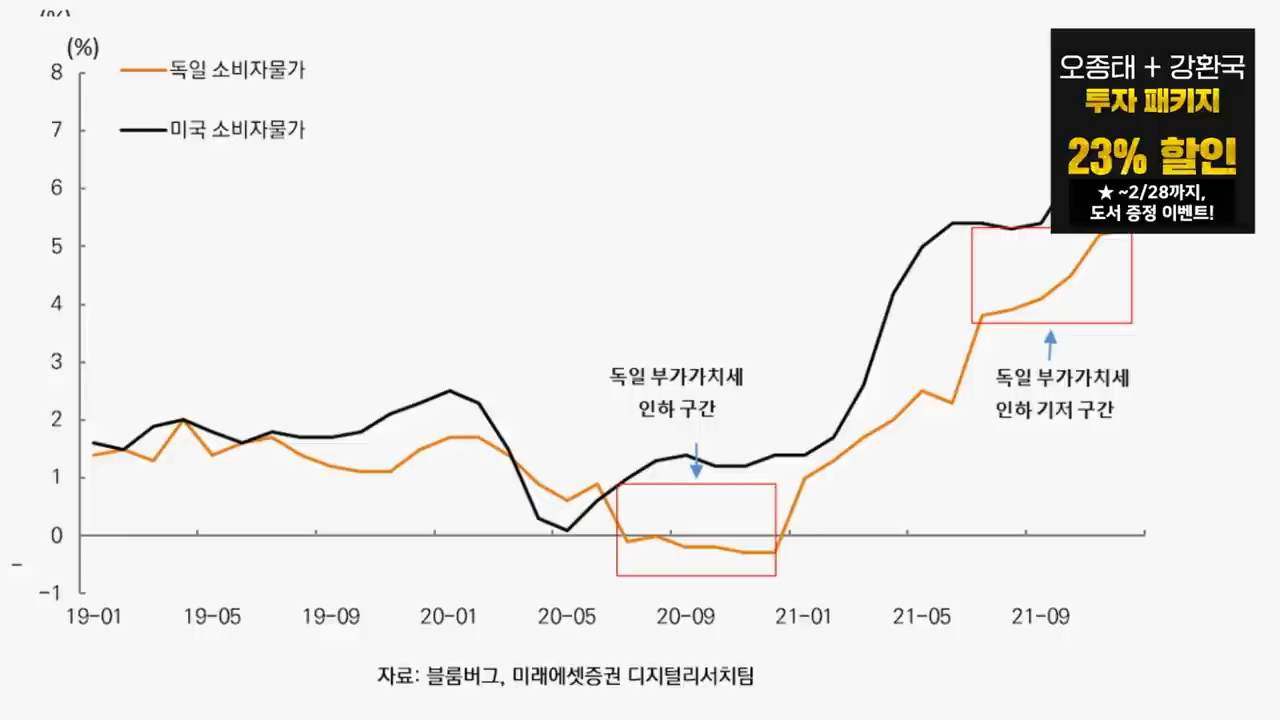 (%)
(%)
독일 소비자물가
미국 소비자물가
8
7
6
5
4
3
2
1
0
-1
오종태 + 강환국
투자 패키지
23% 할인
★ ~2/28까지,
도서 증정 이벤트!
독일 부가가치세
인하 구간
독일 부가가치세
인하 기저 구간
19-01 19-05 19-09 20-01 20-05 20-09 21-01 21-05 21-09
자료: 블룸버그, 미래에셋증권 디지털리서치팀